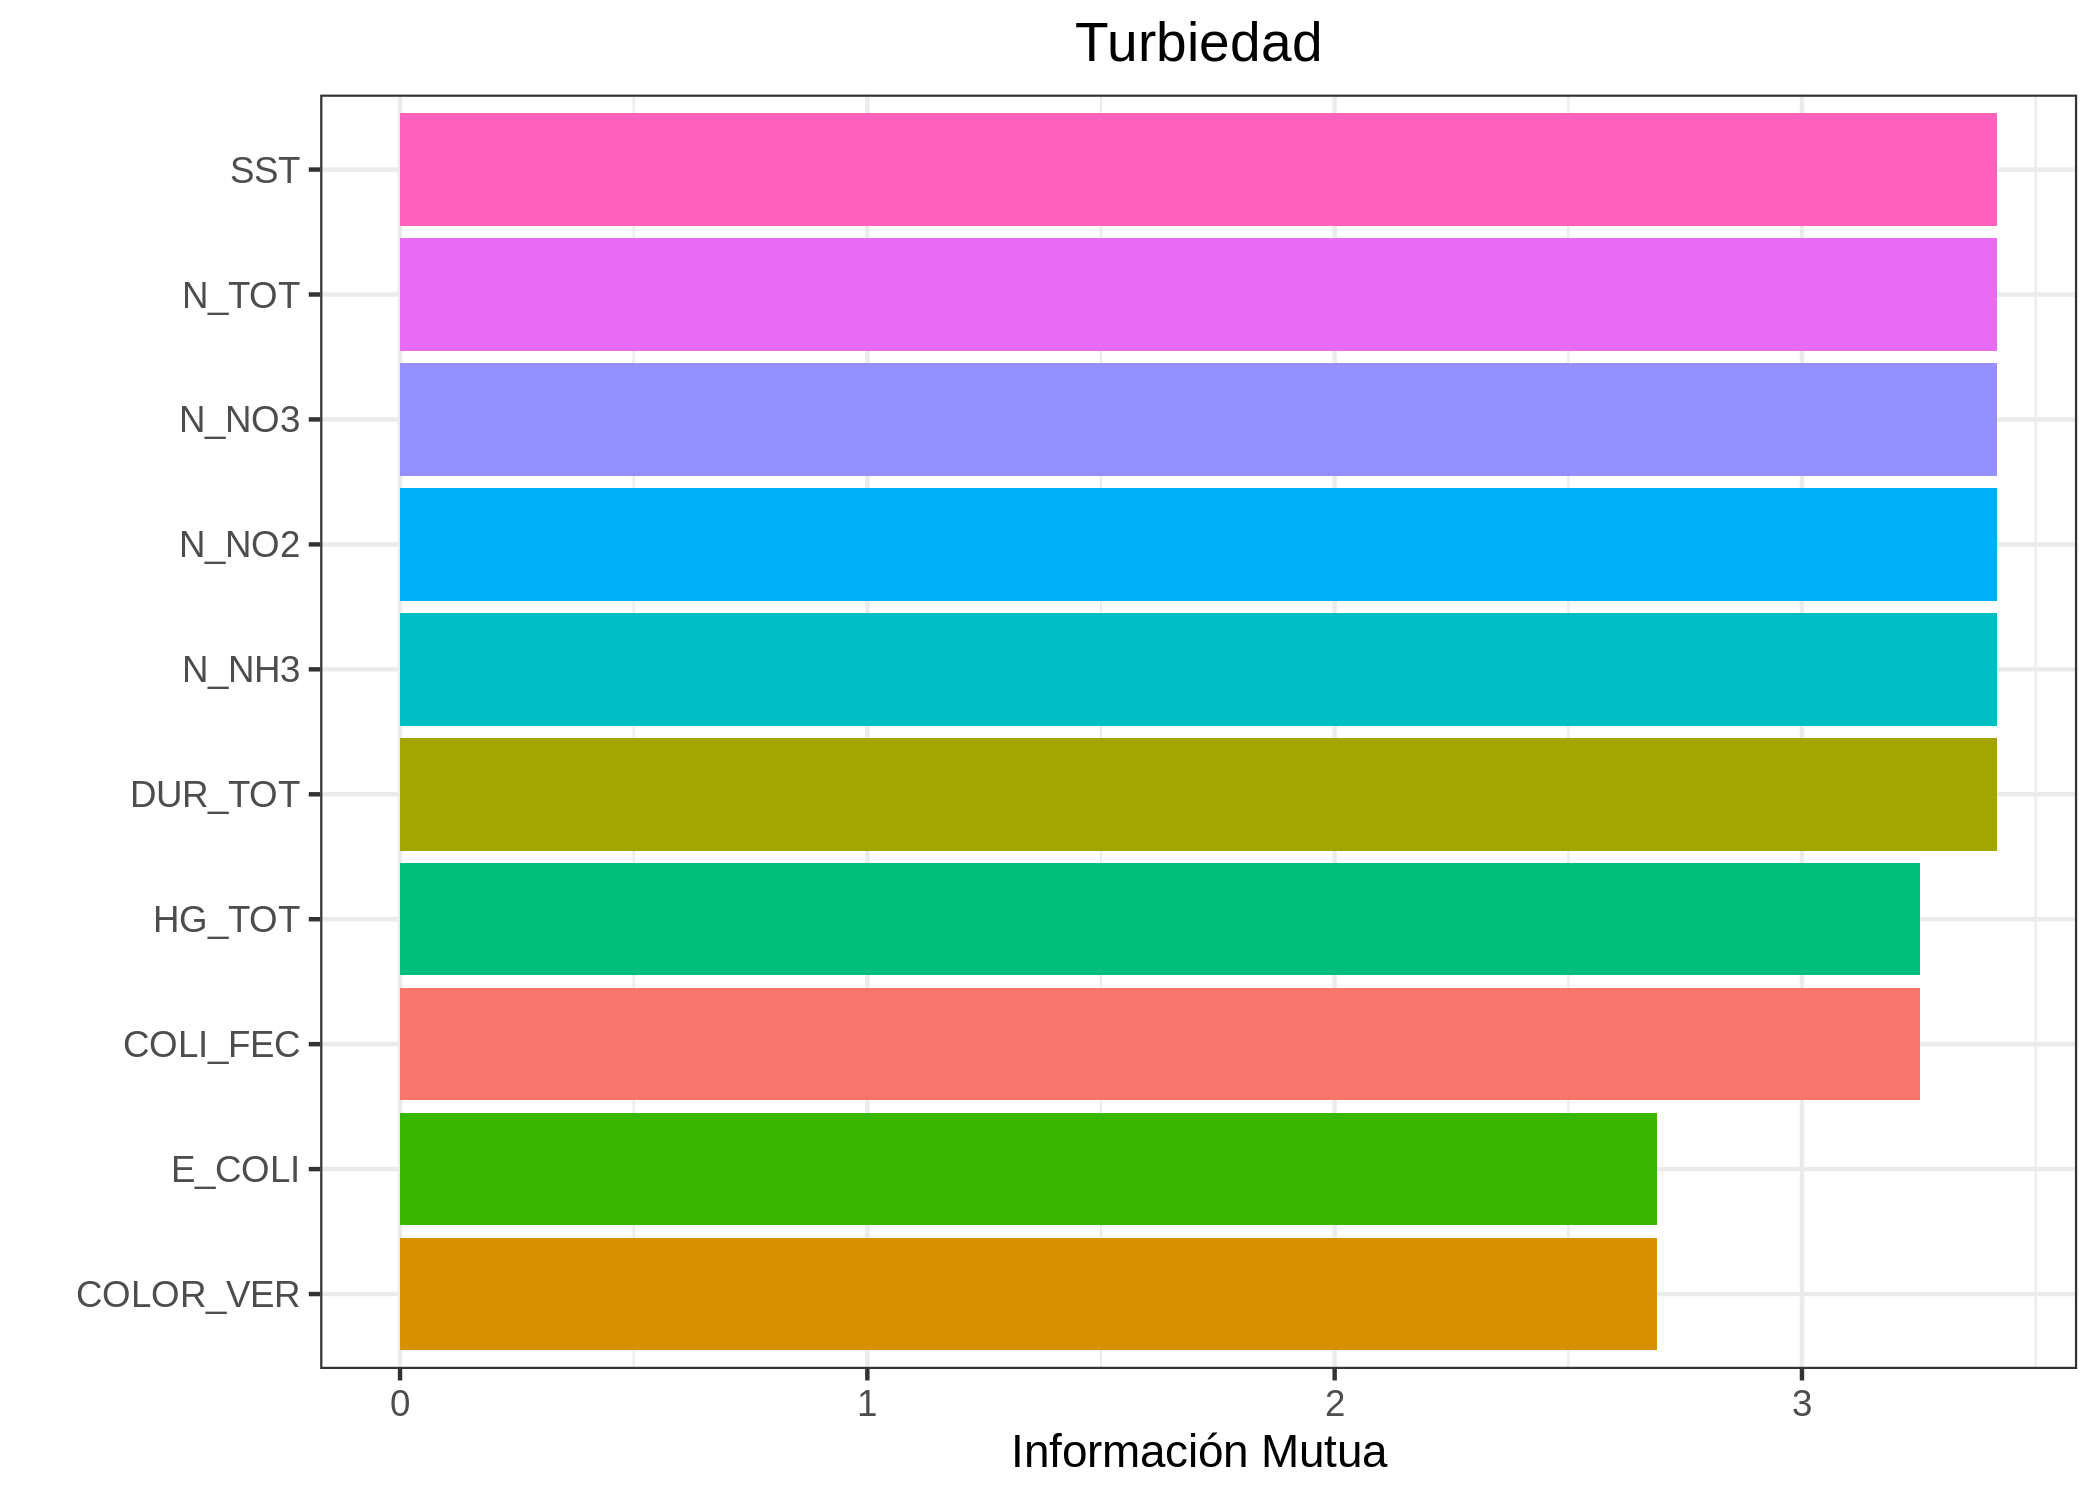 Turbiedad
SST
N_TOT
N_NO3
N_NO2
N_NH3
DUR_TOT
HG_TOT
COLI_FEC
E_COLI
COLOR_VER
0 1 2 3
Información Mutua